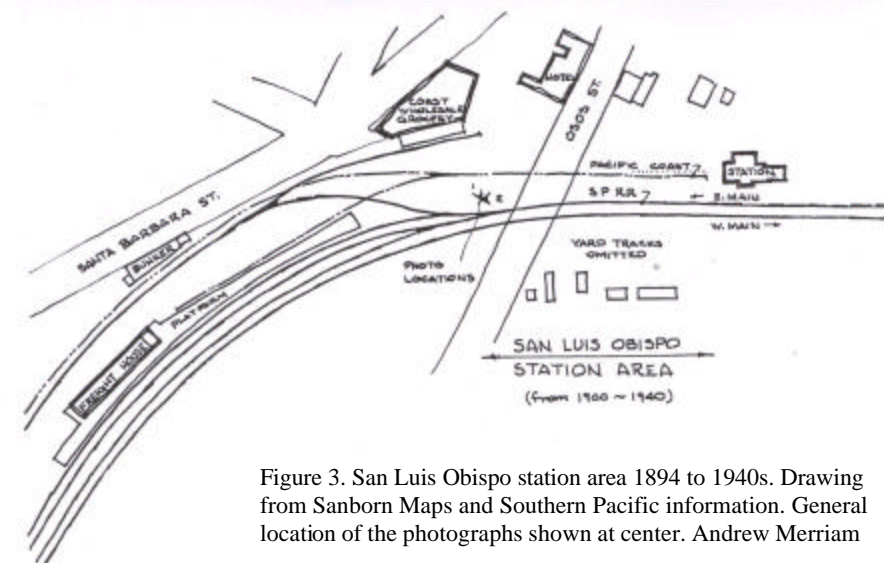 HOTEL
OSOS ST.
COAST
WHOLESALE
GROCERY
PACIFIC COAST
STATION
S P RR
E. MAIN
W. MAIN
SANTA BARBARA ST.
BUNKER
2
PHOTO
LOCATIONS
YARD TRACKS
OMITTED
PLATFORM
FREIGHT HOUSE
SAN LUIS OBISPO
STATION AREA
(from 1900 ~ 1940)
Figure 3. San Luis Obispo station area 1894 to 1940s. Drawing
from Sanborn Maps and Southern Pacific information. General
location of the photographs shown at center. Andrew Merriam